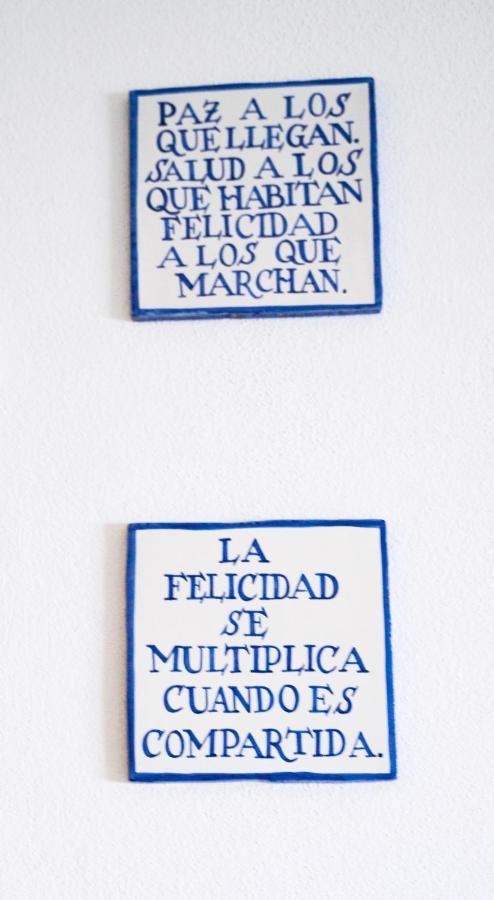 PAZ A LOS
QUE LLEGAN.
SALUD A LOS
QUE HABITAN
FELICIDAD
A LOS QUE
MARCHAN.
LA
FELICIDAD
SE
MULTIPLICA
CUANDO ES
COMPARTIDA.